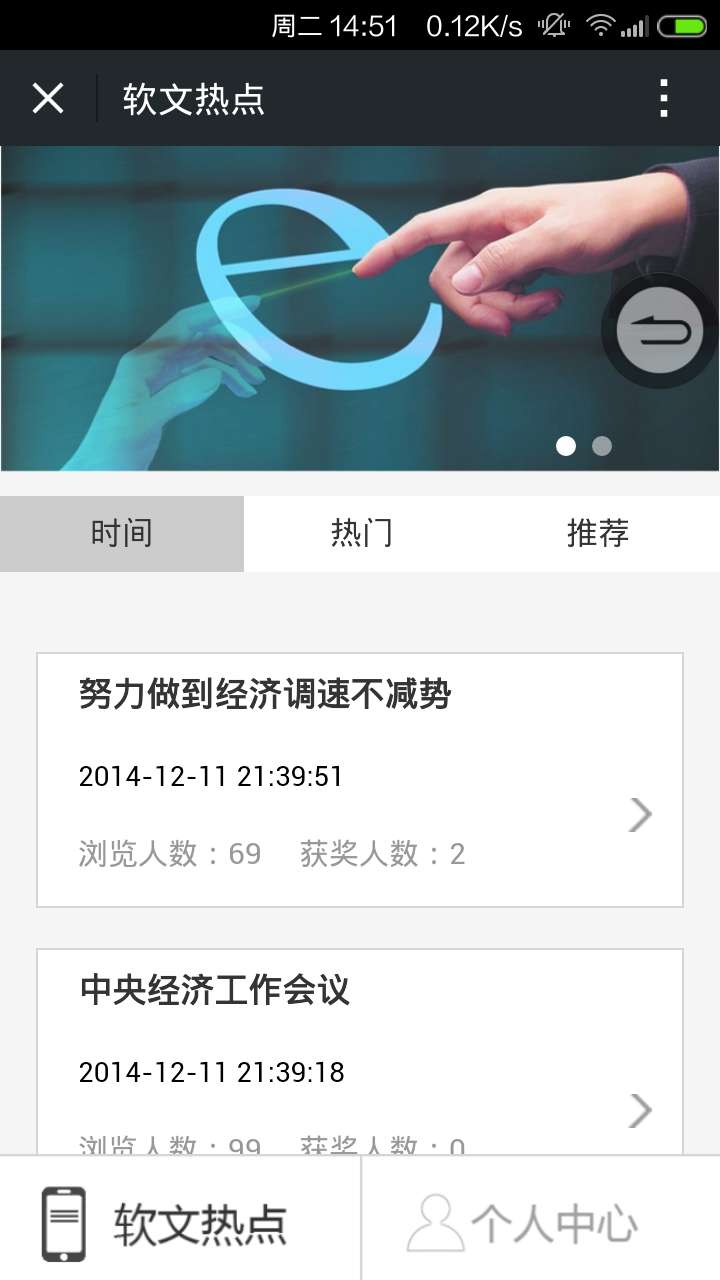 周二 14:51 0.12K/s
软文热点
时间 热门 推荐
努力做到经济调速不减势
2014-12-11 21:39:51
浏览人数：69 获奖人数：2
中央经济工作会议
2014-12-11 21:39:18
浏览人数：99 获奖人数：0
软文热点 个人中心